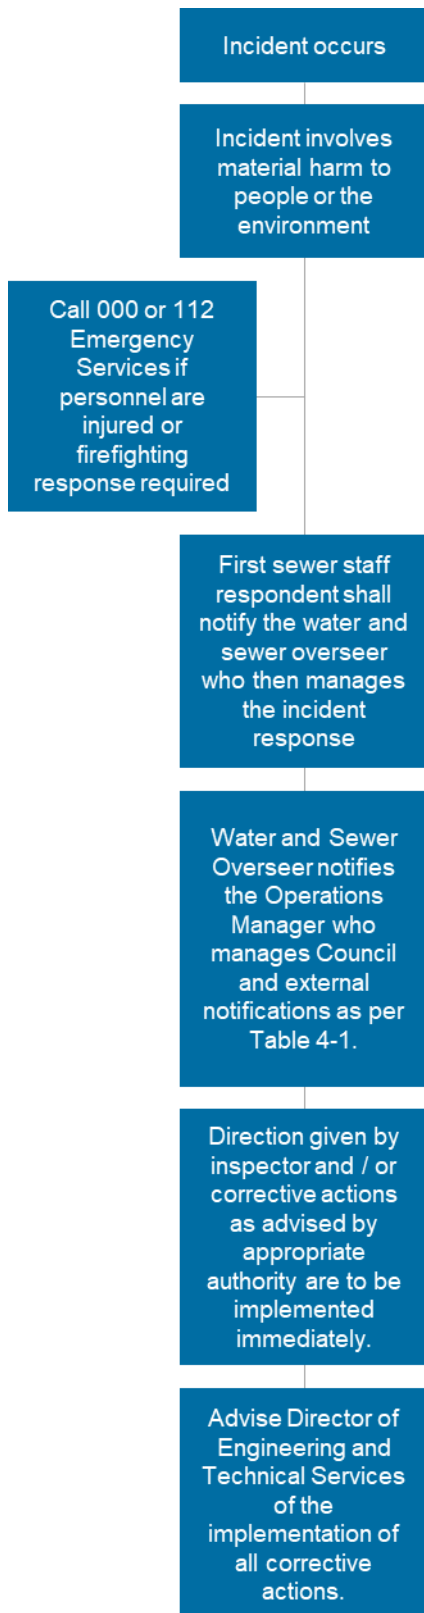 Incident occurs
Incident involves
material harm to
people or the
environment
Call 000 or 112
Emergency
Services if
personnel are
injured or
firefighting
response required
First sewer staff
respondent shall
notify the water and
sewer overseer
who then manages
the incident
response
Water and Sewer
Overseer notifies
the Operations
Manager who
manages Council
and external
notifications as per
Table 4-1.
Direction given by
inspector and / or
corrective actions
as advised by
appropriate
authority are to be
implemented
immediately.
Advise Director of
Engineering and
Technical Services
of the
implementation of
all corrective
actions.